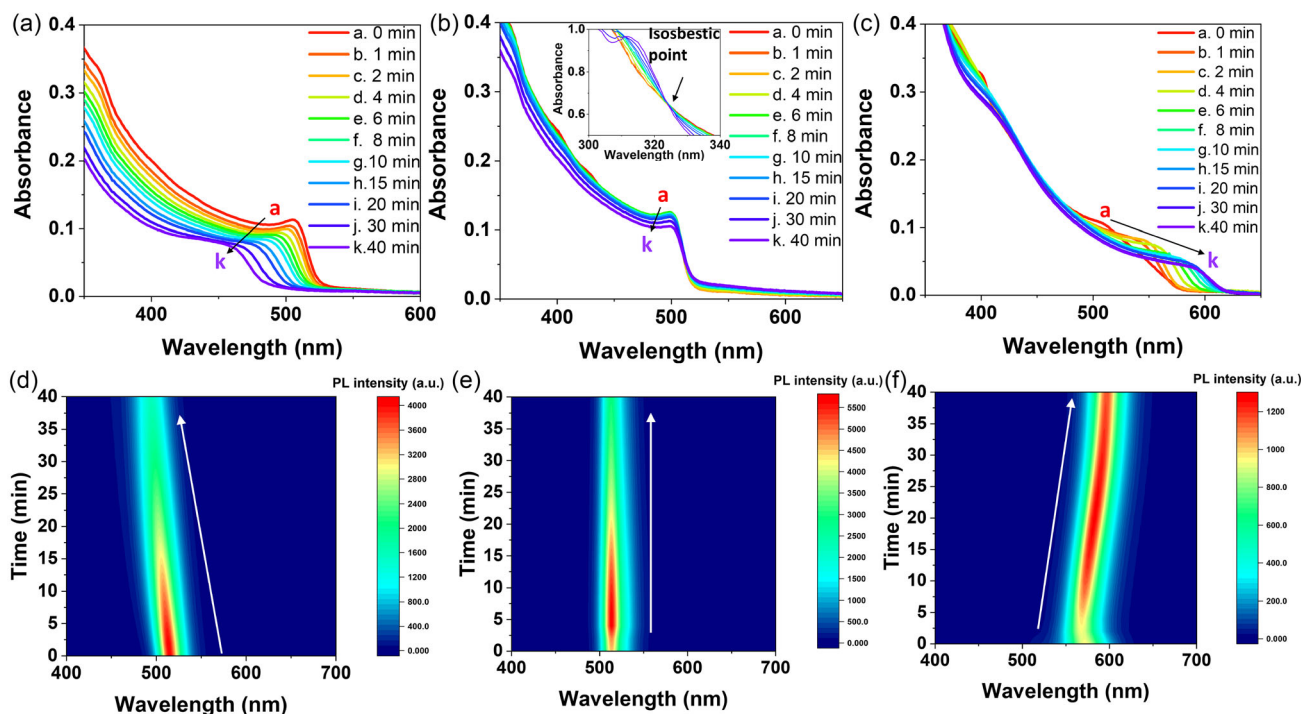 (a)
0.4
0.3
0.2
0.1
0.0
Absorbance
400
500
600
Wavelength (nm)
a
k
a. 0 min
b. 1 min
c. 2 min
d. 4 min
e. 6 min
f. 8 min
g.10 min
h.15 min
i. 20 min
j. 30 min
k.40 min
(b)
0.4
0.3
0.2
0.1
0.0
Absorbance
400
500
600
Wavelength (nm)
1.0
0.9
0.8
0.7
0.6
0.5
Absorbance
300
320
340
Wavelength (nm)
Isosbestic
point
a
k
a. 0 min
b. 1 min
c. 2 min
d. 4 min
e. 6 min
f. 8 min
g. 10 min
h. 15 min
i. 20 min
j. 30 min
k. 40 min
(c)
0.4
0.3
0.2
0.1
0.0
Absorbance
400
500
600
Wavelength (nm)
a
k
a. 0 min
b. 1 min
c. 2 min
d. 4 min
e. 6 min
f. 8 min
g.10 min
h.15 min
i. 20 min
j. 30 min
k.40 min
(d)
PL intensity (a.u.)
40
35
30
25
20
15
10
5
0
Time (min)
400
500
600
700
Wavelength (nm)
4000
3600
3200
2800
2400
2000
1600
1200
800.0
400.0
0.000
(e)
PL intensity (a.u.)
40
35
30
25
20
15
10
5
0
Time (min)
400
500
600
700
Wavelength (nm)
5500
5000
4500
4000
3500
3000
2500
2000
1500
1000
500.0
0.000
(f)
PL intensity (a.u.)
40
35
30
25
20
15
10
5
0
Time (min)
400
500
600
700
Wavelength (nm)
1200
1000
800.0
600.0
400.0
200.0
0.000